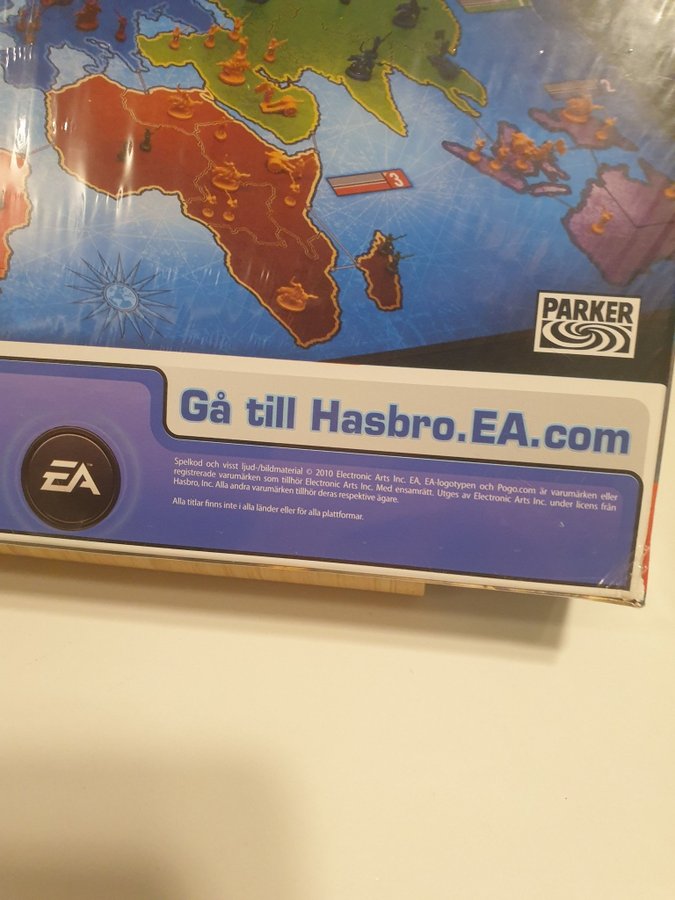 3
PARKER
Gå till Hasbro.EA.com
EA™
Spelkod och visst ljud-/bildmaterial © 2010 Electronic Arts Inc. EA, EA-logotypen och Pogo.com är varumärken eller
registrerade varumärken som tillhör Electronic Arts Inc. Med ensamrätt. Utges av Electronic Arts Inc. under licens från
Hasbro, Inc. Alla andra varumärken tillhör deras respektive ägare.
Alla titlar finns inte i alla länder eller för alla plattformar.